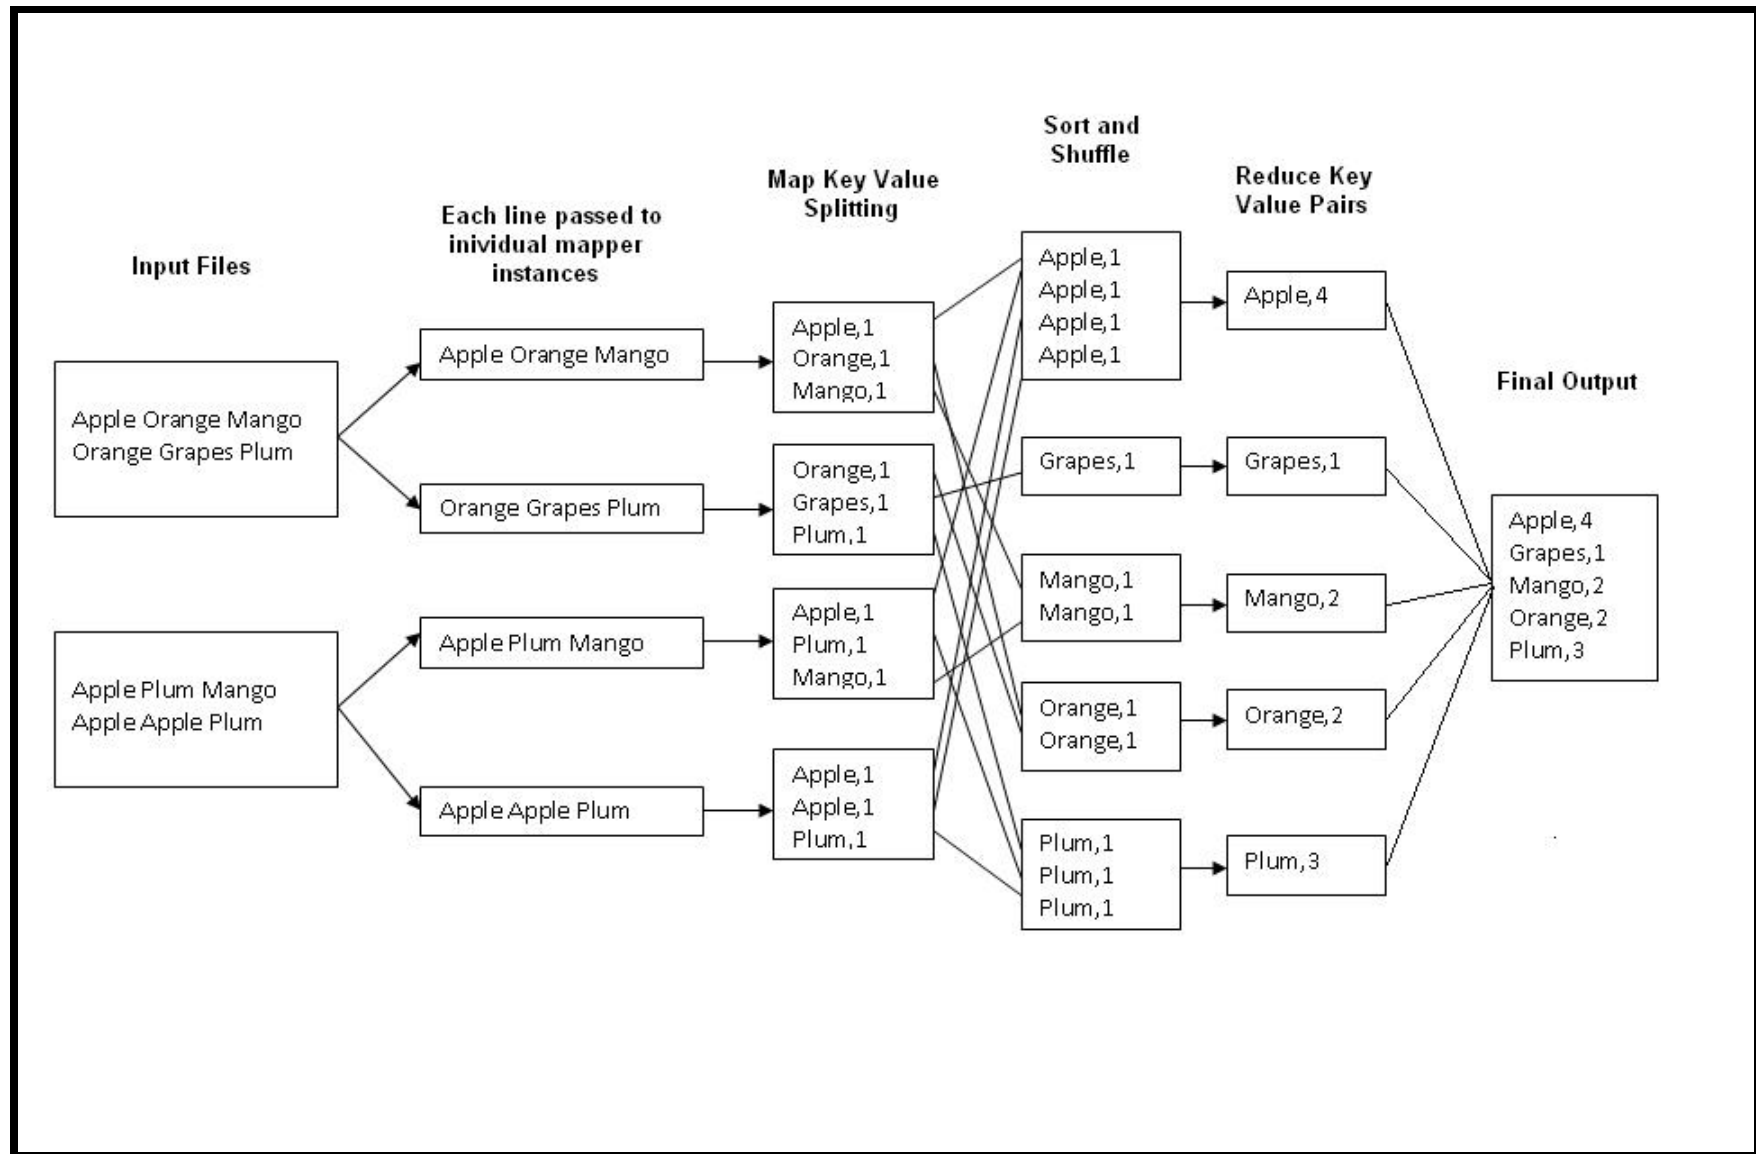 Input Files
Apple Orange Mango
Orange Grapes Plum
Apple Plum Mango
Apple Apple Plum
Each line passed to
inividual mapper
instances
Apple Orange Mango
Orange Grapes Plum
Apple Plum Mango
Apple Apple Plum
Map Key Value
Splitting
Apple,1
Orange,1
Mango,1
Orange,1
Grapes,1
Plum,1
Apple,1
Plum,1
Mango,1
Apple,1
Apple,1
Plum,1
Sort and
Shuffle
Apple,1
Apple,1
Apple,1
Apple,1
Grapes,1
Mango,1
Mango,1
Orange,1
Orange,1
Plum,1
Plum,1
Plum,1
Reduce Key
Value Pairs
Apple,4
Grapes,1
Mango,2
Orange,2
Plum,3
Final Output
Apple,4
Grapes,1
Mango,2
Orange,2
Plum,3